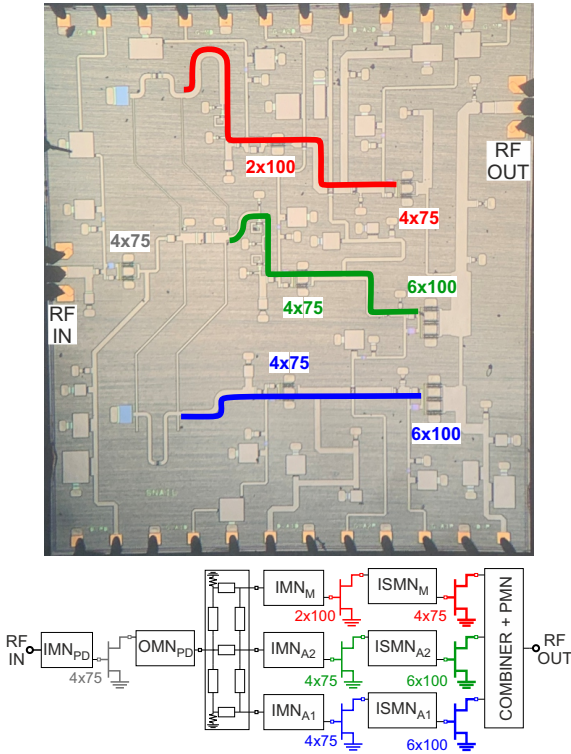 RF
OUT
2x100
4x75
4x75
6x100
RF
IN
4x75
4x75
6x100
IMN_M
ISMN_M
2x100
4x75
RF
IN
IMN_PD
OMN_PD
IMN_A2
ISMN_A2
COMBINER + PMN
RF
OUT
4x75
4x75
6x100
IMN_A1
ISMN_A1
4x75
6x100